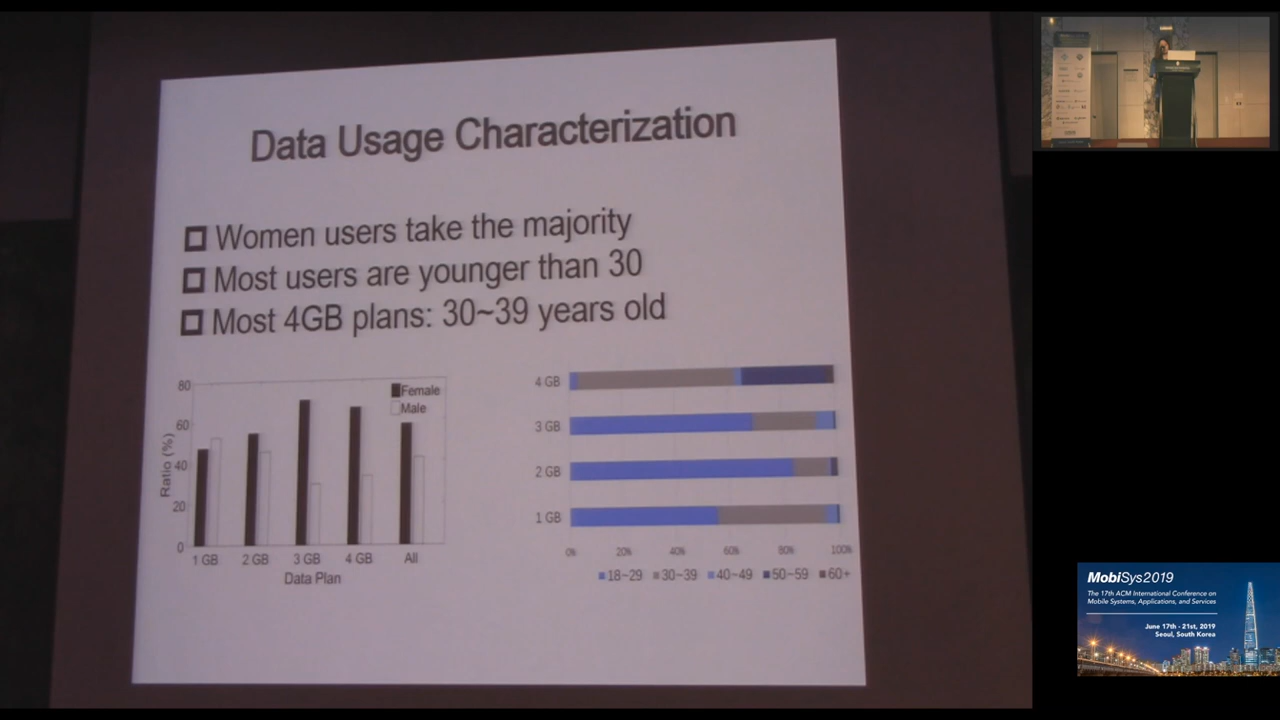 Data Usage Characterization
Women users take the majority
Most users are younger than 30
Most 4GB plans: 30~39 years old
80
60
40
20
0
Ratio (%)
Female
Male
1 GB 2 GB 3 GB 4 GB All
Data Plan
4 GB
3 GB
2 GB
1 GB
0% 20% 40% 60% 80% 100%
18~29 30~39 40~49 50~59 60+
MobiSys2019
The 17th ACM International Conference on
Mobile Systems, Applications, and Services
June 17th - 21st, 2019
Seoul, South Korea